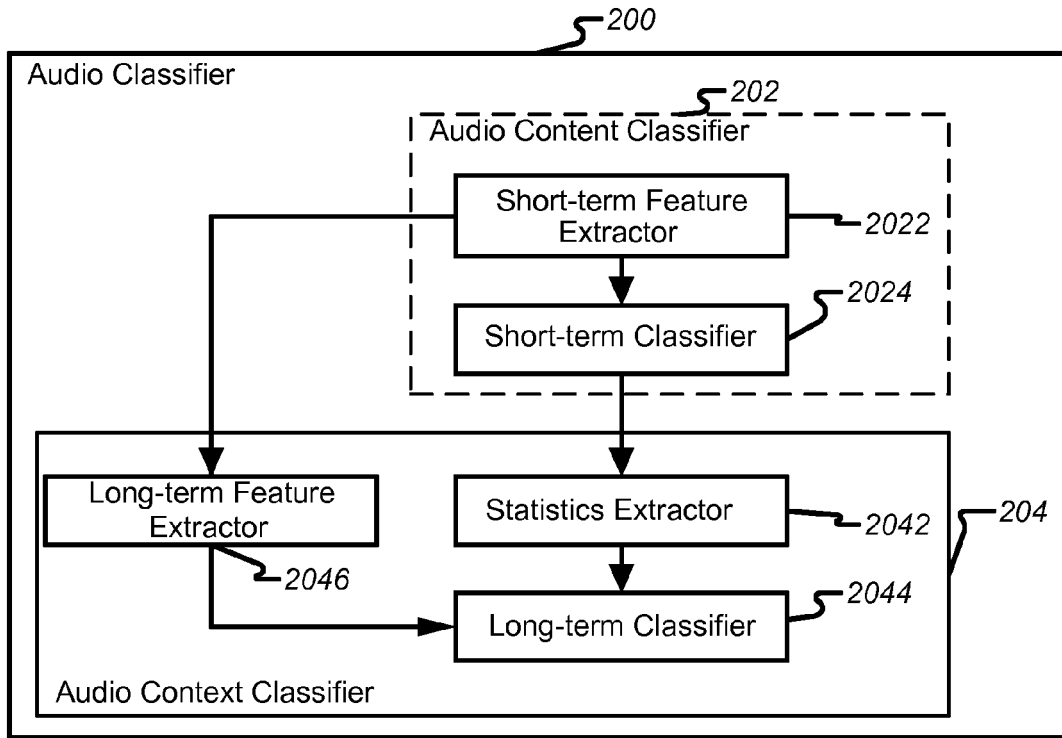 200
Audio Classifier
202
Audio Content Classifier
Short-term Feature
Extractor
2022
2024
Short-term Classifier
Long-term Feature
Extractor
Statistics Extractor
2042
204
2046
2044
Long-term Classifier
Audio Context Classifier